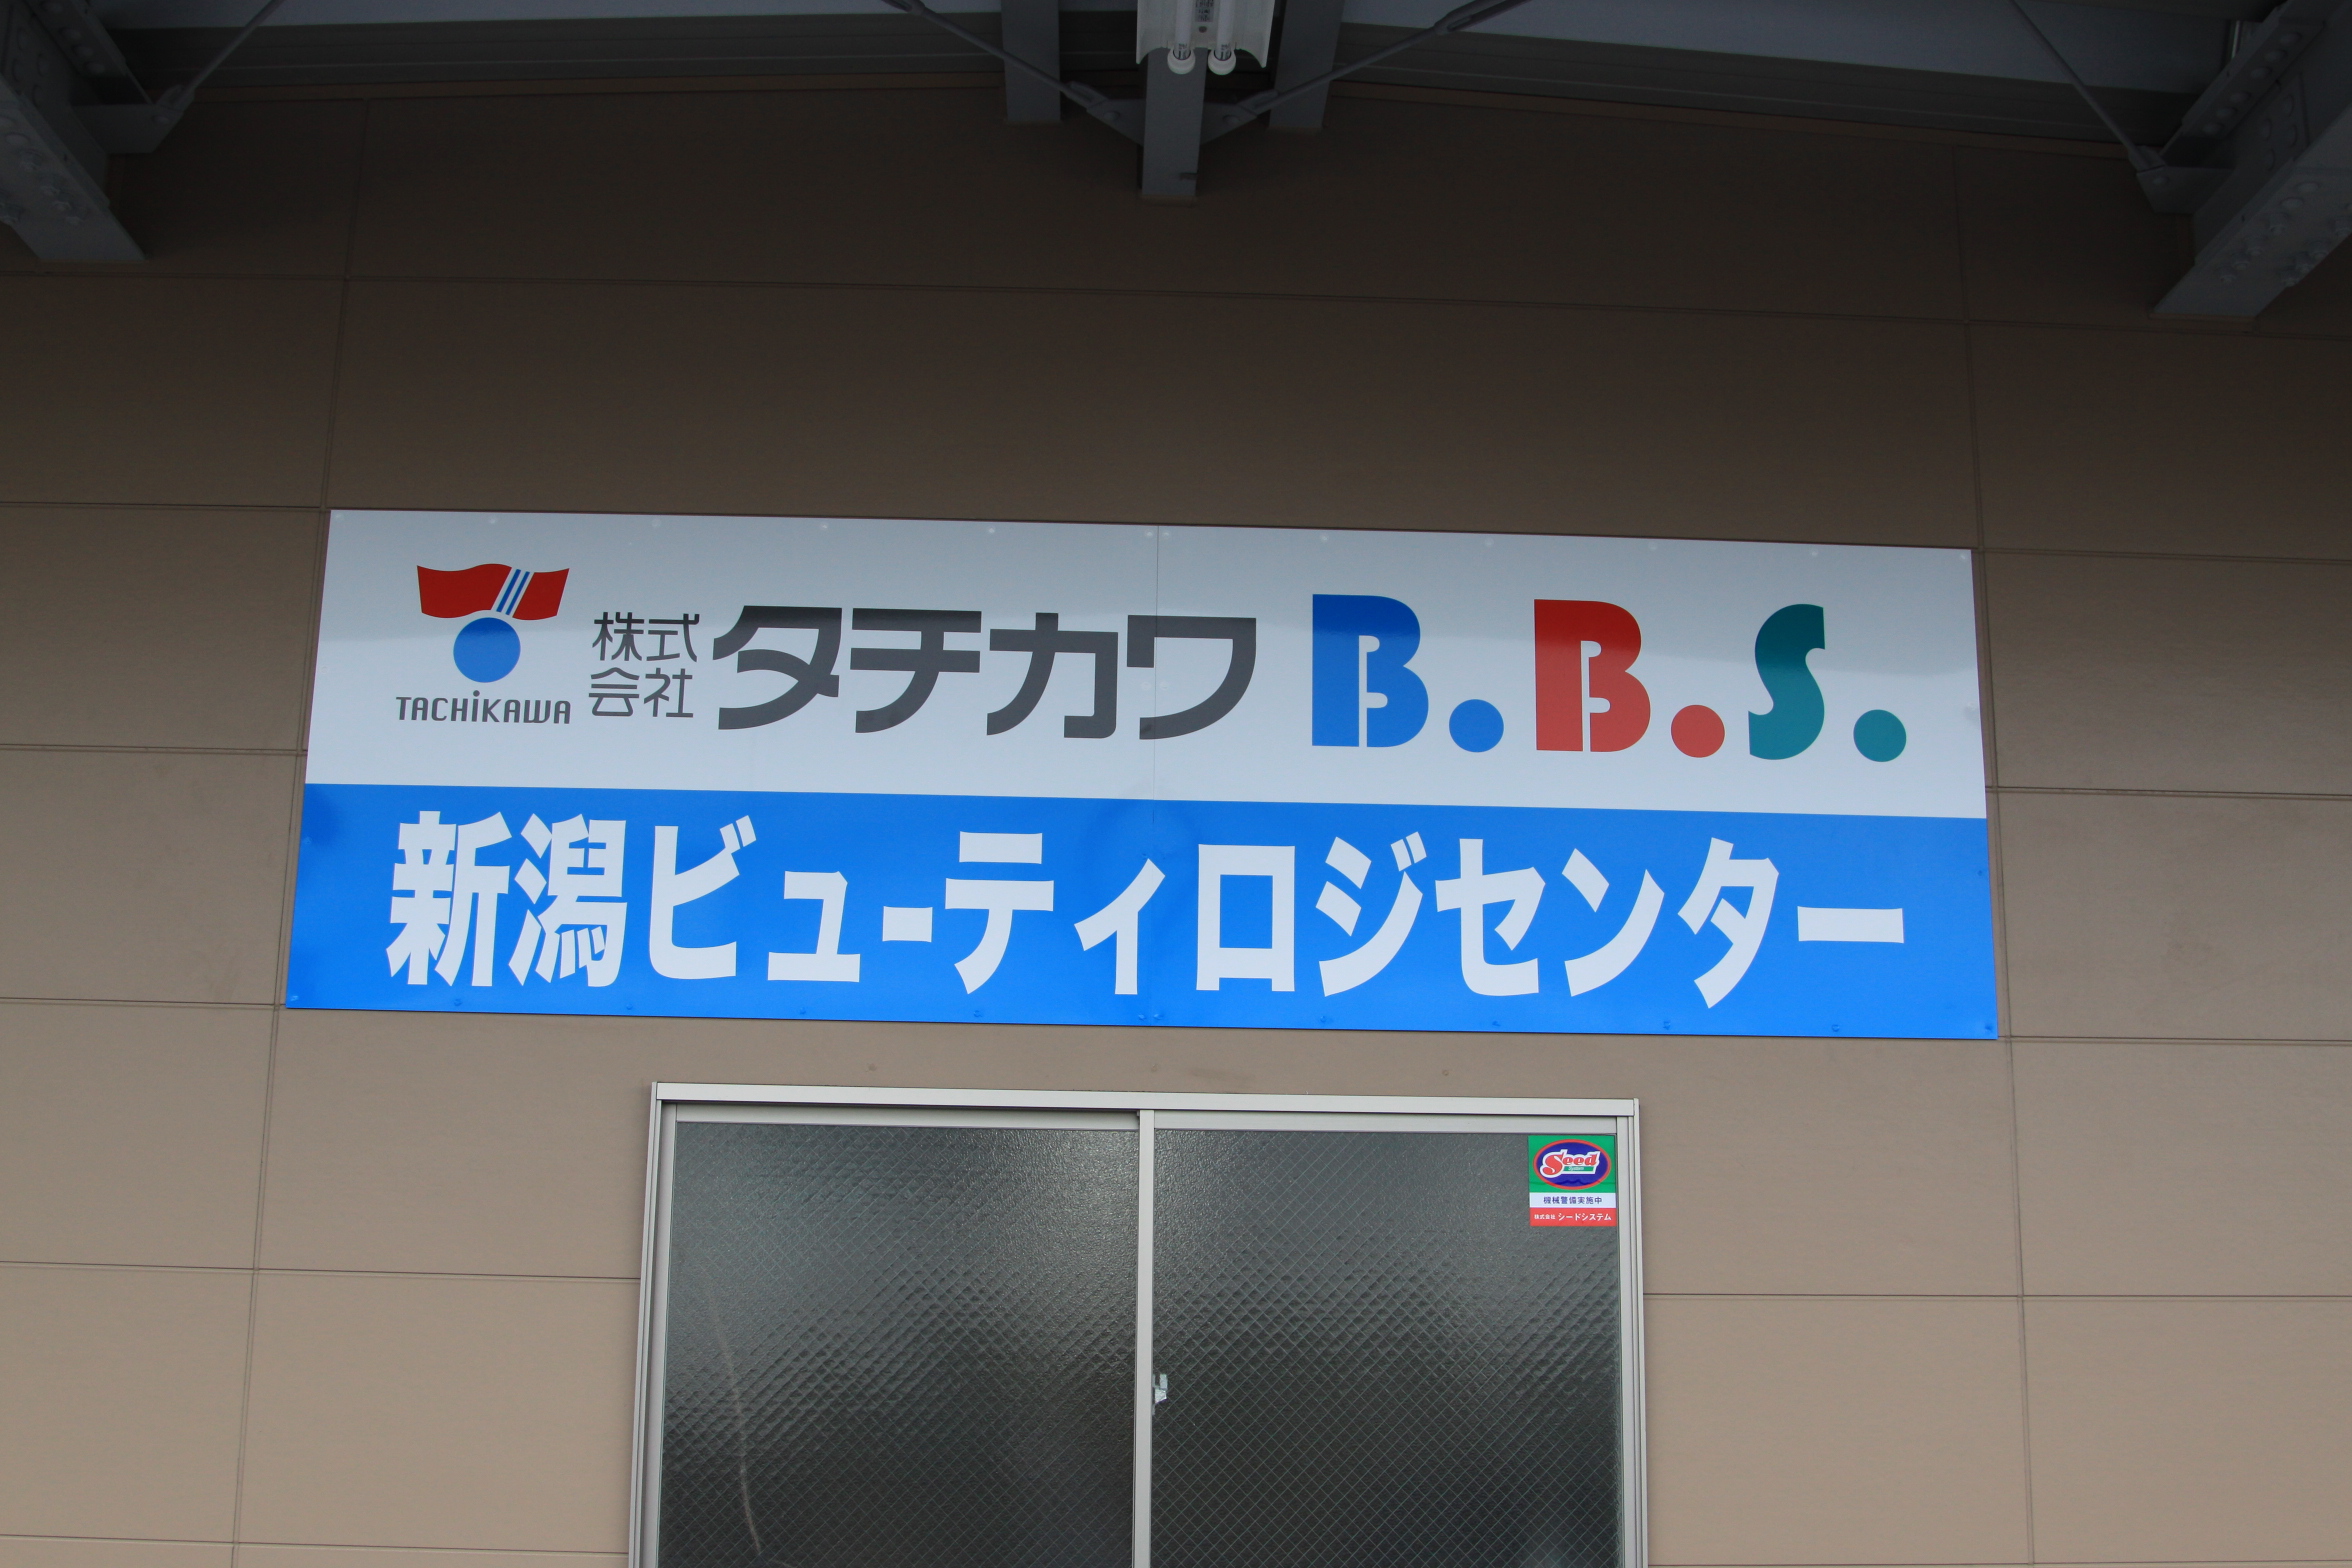 TACHiKAWA
株式会社 タチカワ B.B.S.
新潟ビューティロジセンター
Seed
System
機械警備実施中
株式会社 シードシステム